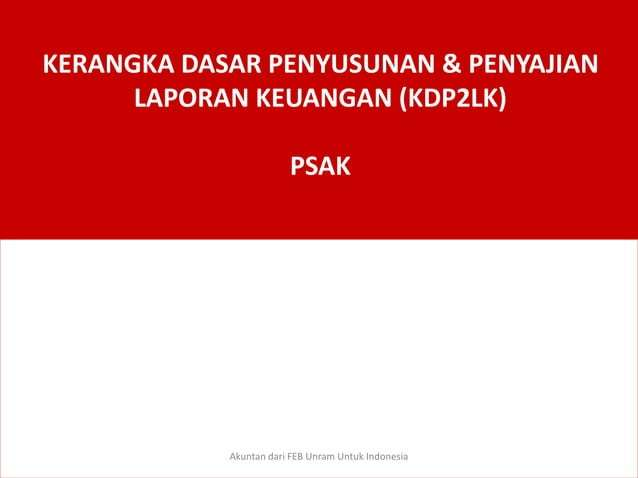 KERANGKA DASAR PENYUSUNAN & PENYAJIAN
LAPORAN KEUANGAN (KDP2LK)
PSAK
Akuntan dari FEB Unram Untuk Indonesia